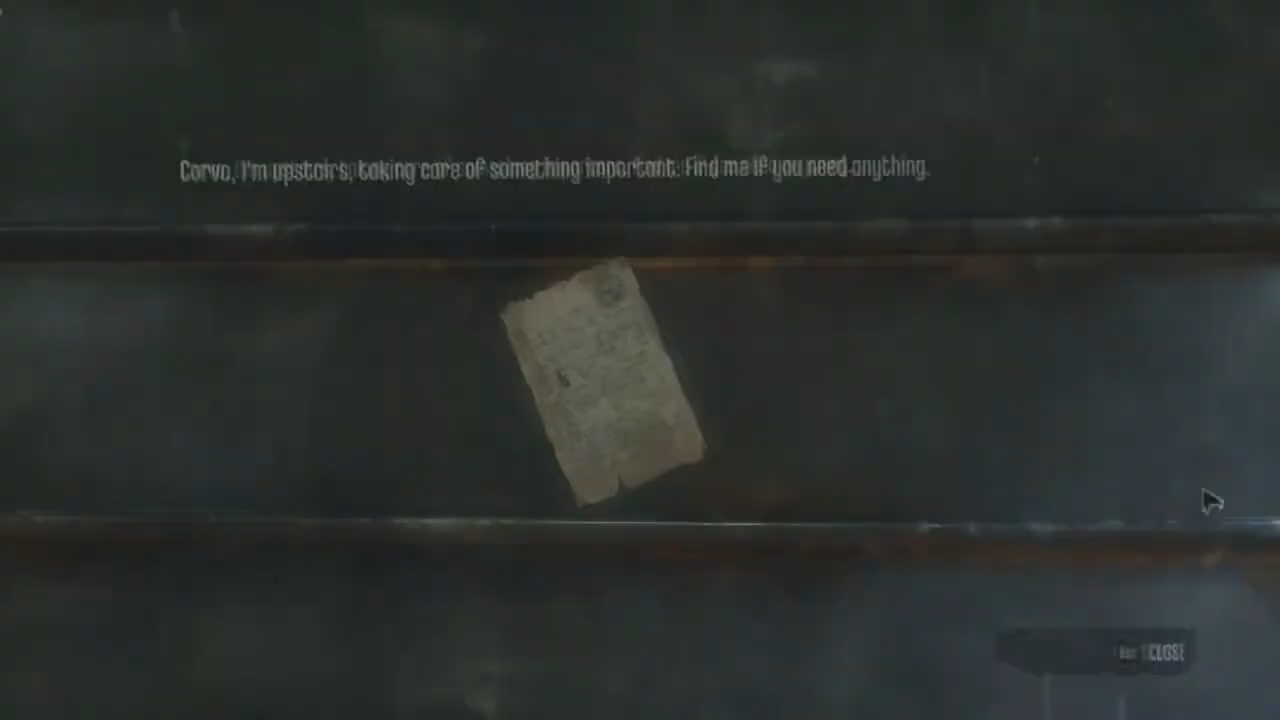 Corvo, I'm upstairs, taking care of something important. Find me if you need anything.
CLOSE